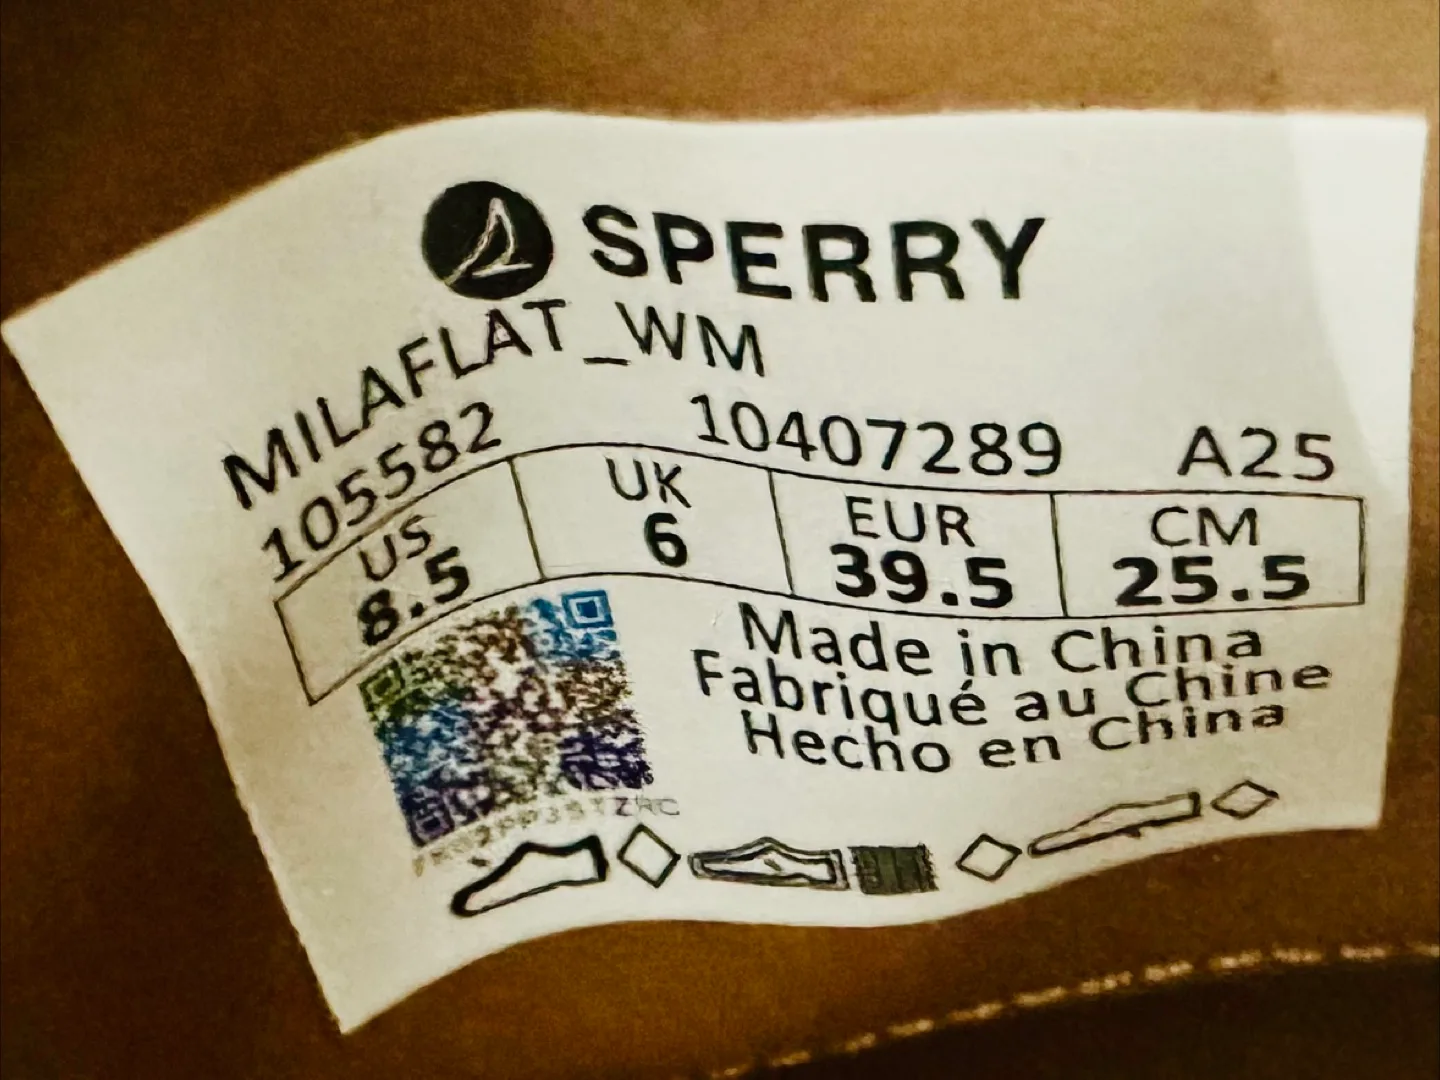 SPERRY
MILAFLAT_WM
105582 10407289 A25
US UK EUR CM
8.5 6 39.5 25.5
Made in China
Fabriqué au Chine
Hecho en China